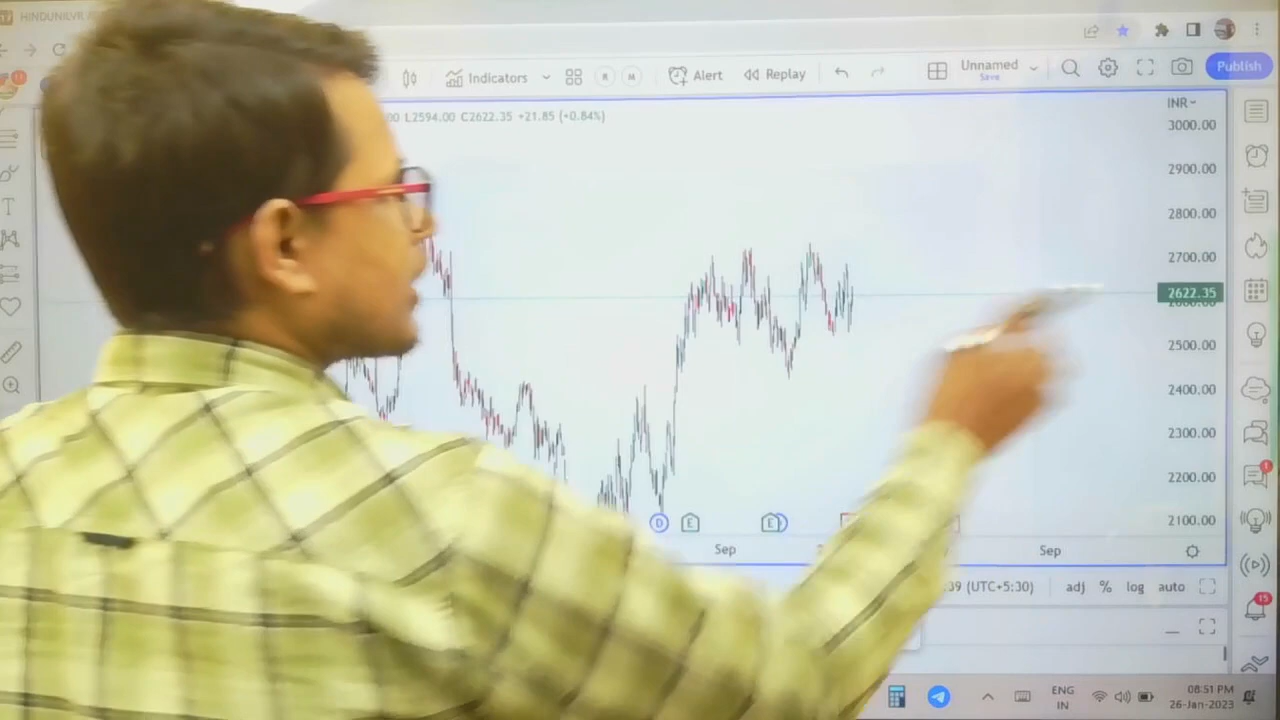 HINDUNILVR
Indicators
Alert
Replay
Unnamed
Save
Publish
00 L2594.00 C2622.35 +21.85 (+0.84%)
INR
3000.00
2900.00
2800.00
2700.00
2622.35
2500.00
2400.00
2300.00
2200.00
2100.00
D E E
Sep Sep
:39 (UTC+5:30) adj % log auto
ENG
IN
08:51 PM
26-Jan-2023
15